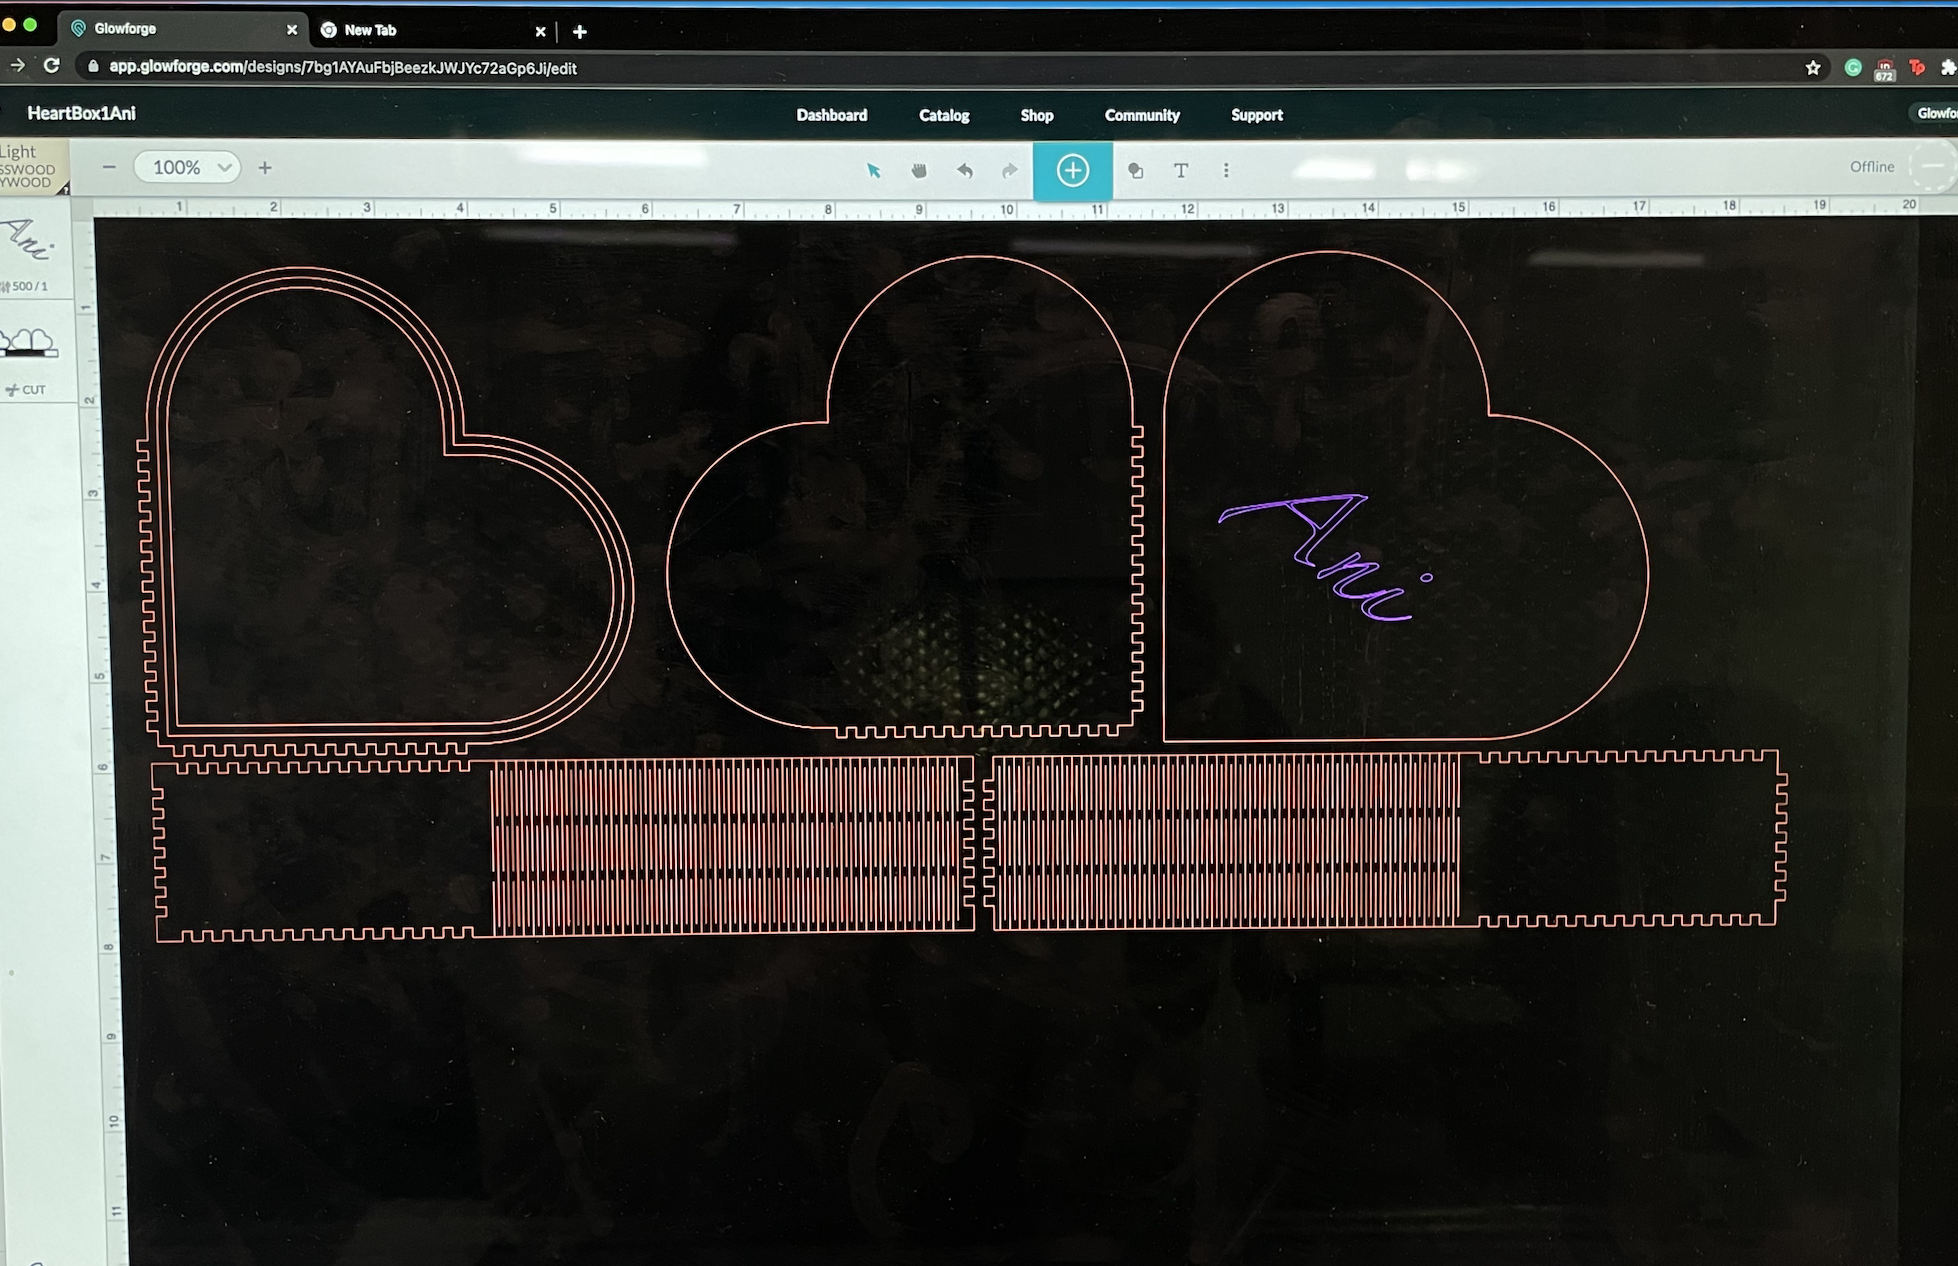 Glowforge
New Tab
app.glowforge.com/designs/7bg1AYAuFbjBeezkJWJYc72aGp6Ji/edit
672
Tp
HeartBox1Ani
Dashboard Catalog Shop Community Support
Glowfo
Light
SSWOOD
YWOOD
100%
T
Offline
1 2 3 4 5 6 7 8 9 10 11 12 13 14 15 16 17 18 19 20
Ani
500 / 1
CUT
1
2
3
4
5
6
7
8
9
10
11
Ani